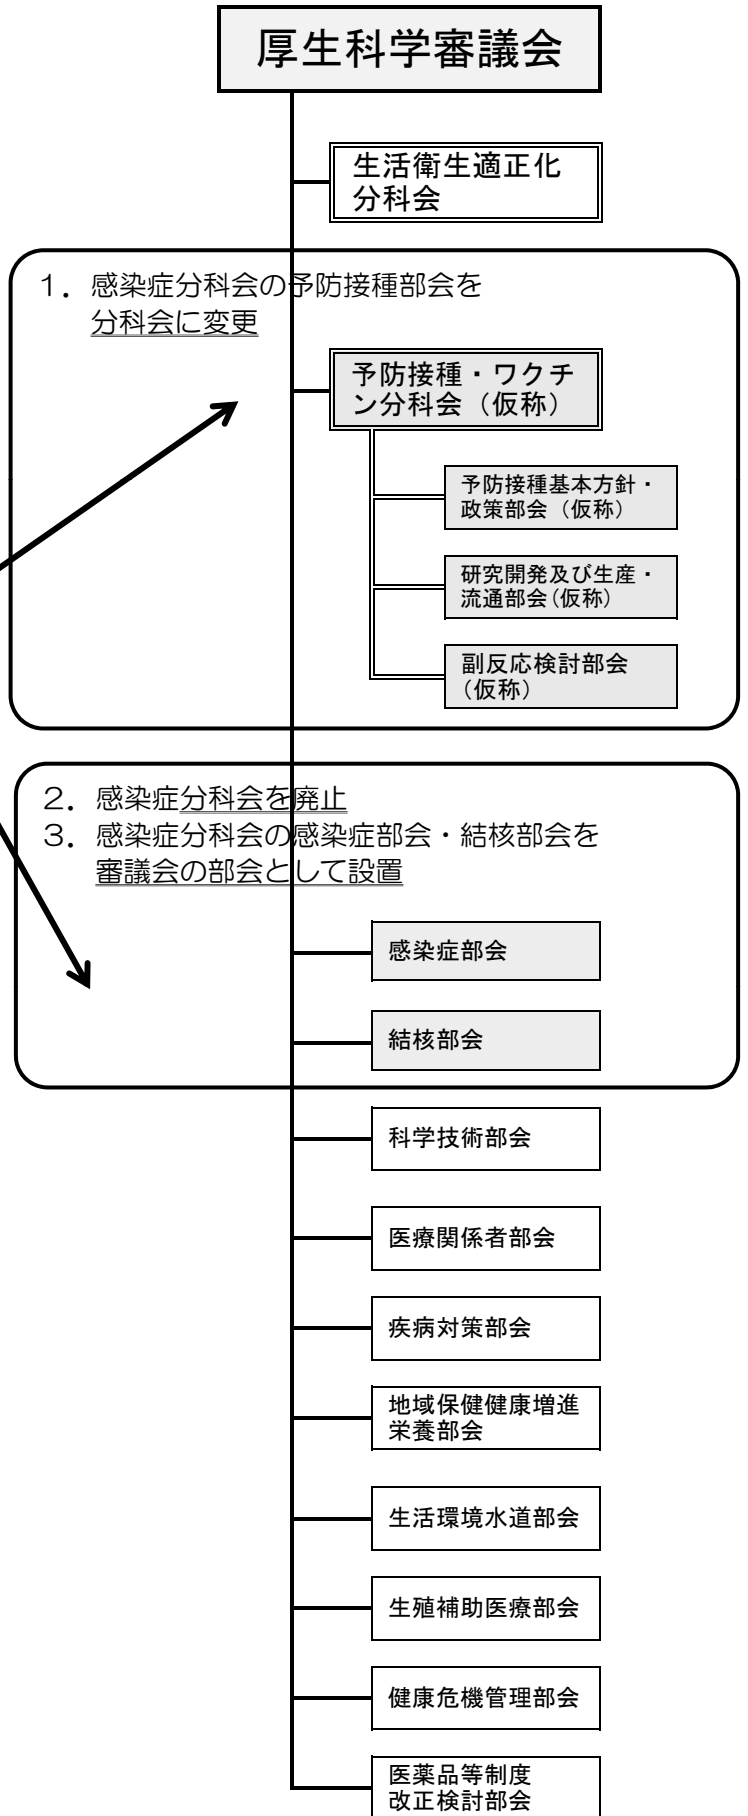 厚生科学審議会
生活衛生適正化
分科会
１．感染症分科会の予防接種部会を
分科会に変更
予防接種・ワクチ
ン分科会（仮称）
予防接種基本方針・
政策部会（仮称）
研究開発及び生産・
流通部会(仮称)
副反応検討部会
（仮称）
２．感染症分科会を廃止
３．感染症分科会の感染症部会・結核部会を
審議会の部会として設置
感染症部会
結核部会
科学技術部会
医療関係者部会
疾病対策部会
地域保健健康増進
栄養部会
生活環境水道部会
生殖補助医療部会
健康危機管理部会
医薬品等制度
改正検討部会